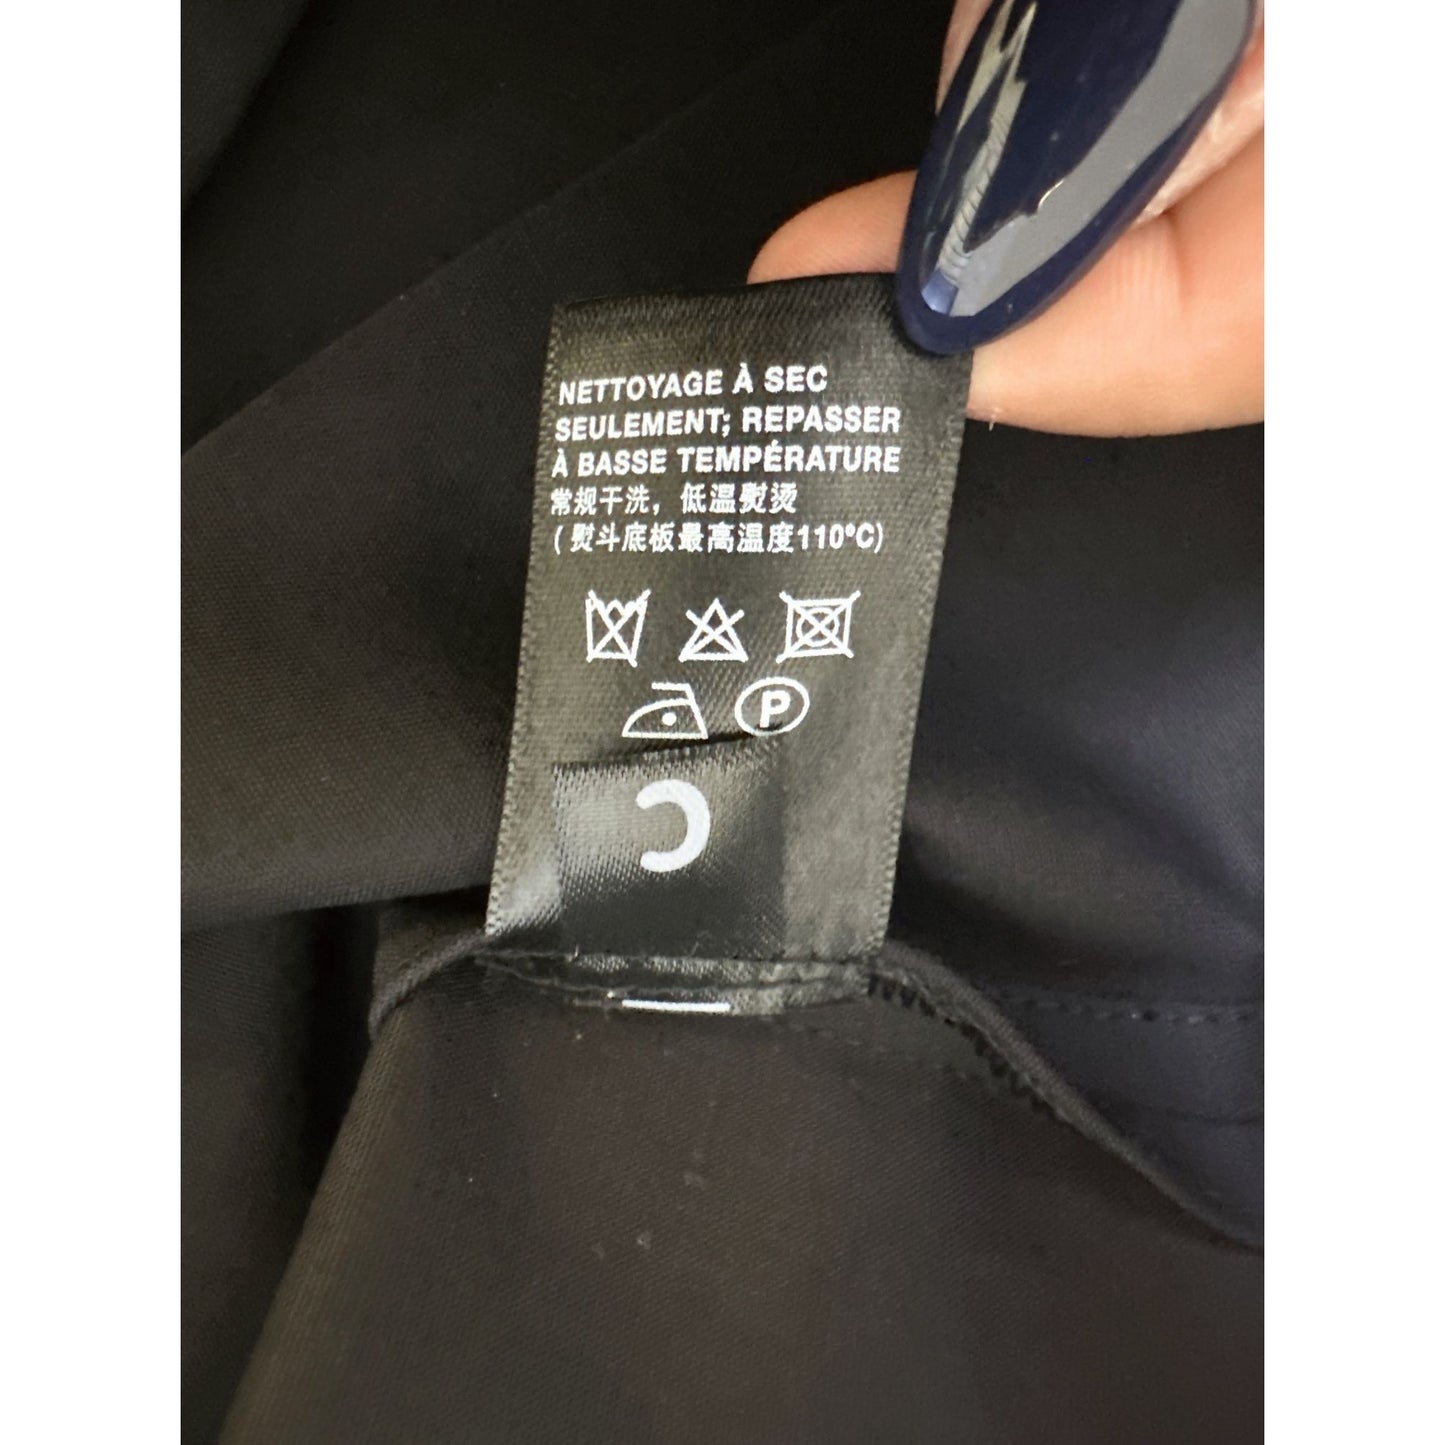 NETTOYAGE À SEC
SEULEMENT; REPASSER
À BASSE TEMPÉRATURE
常规干洗，低温熨烫
(熨斗底板最高温度110°C)
P
C